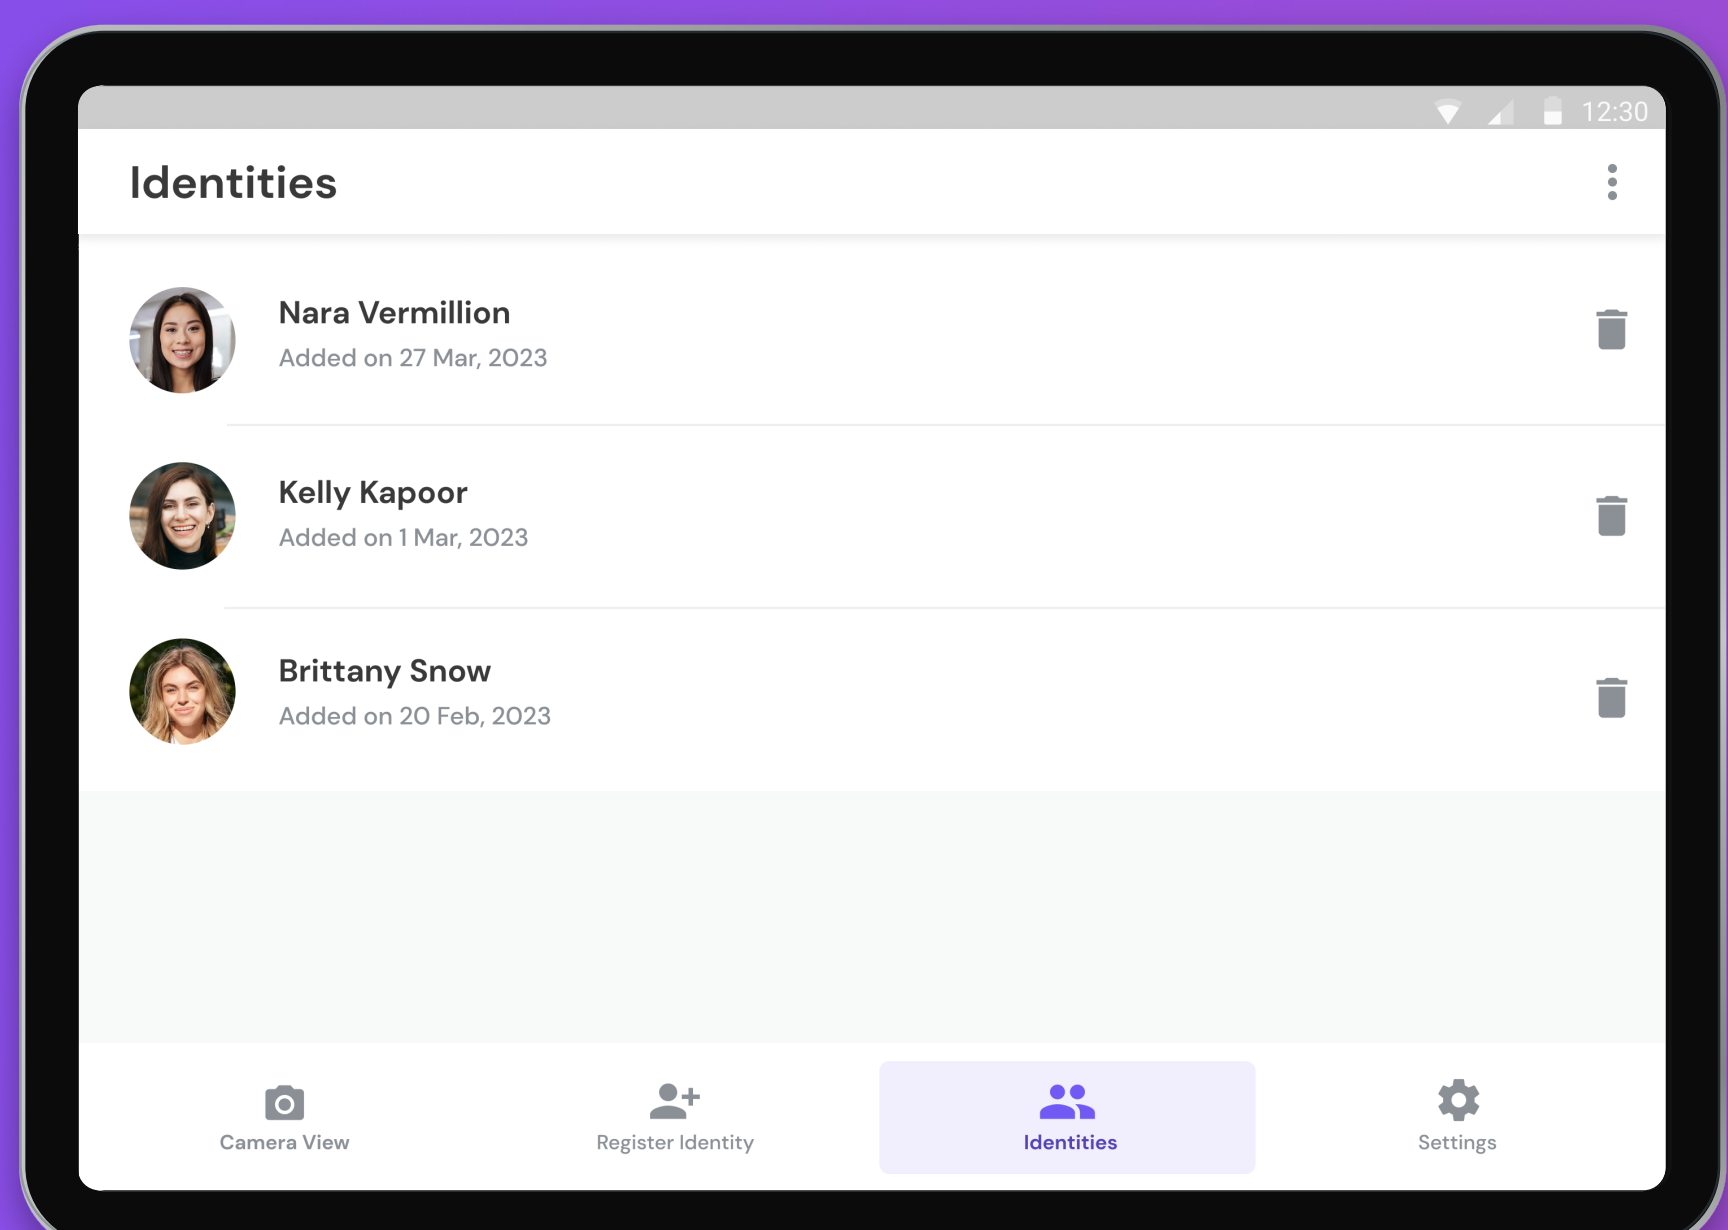 12:30
Identities
Nara Vermillion
Added on 27 Mar, 2023
Kelly Kapoor
Added on 1 Mar, 2023
Brittany Snow
Added on 20 Feb, 2023
Camera View
Register Identity
Identities
Settings